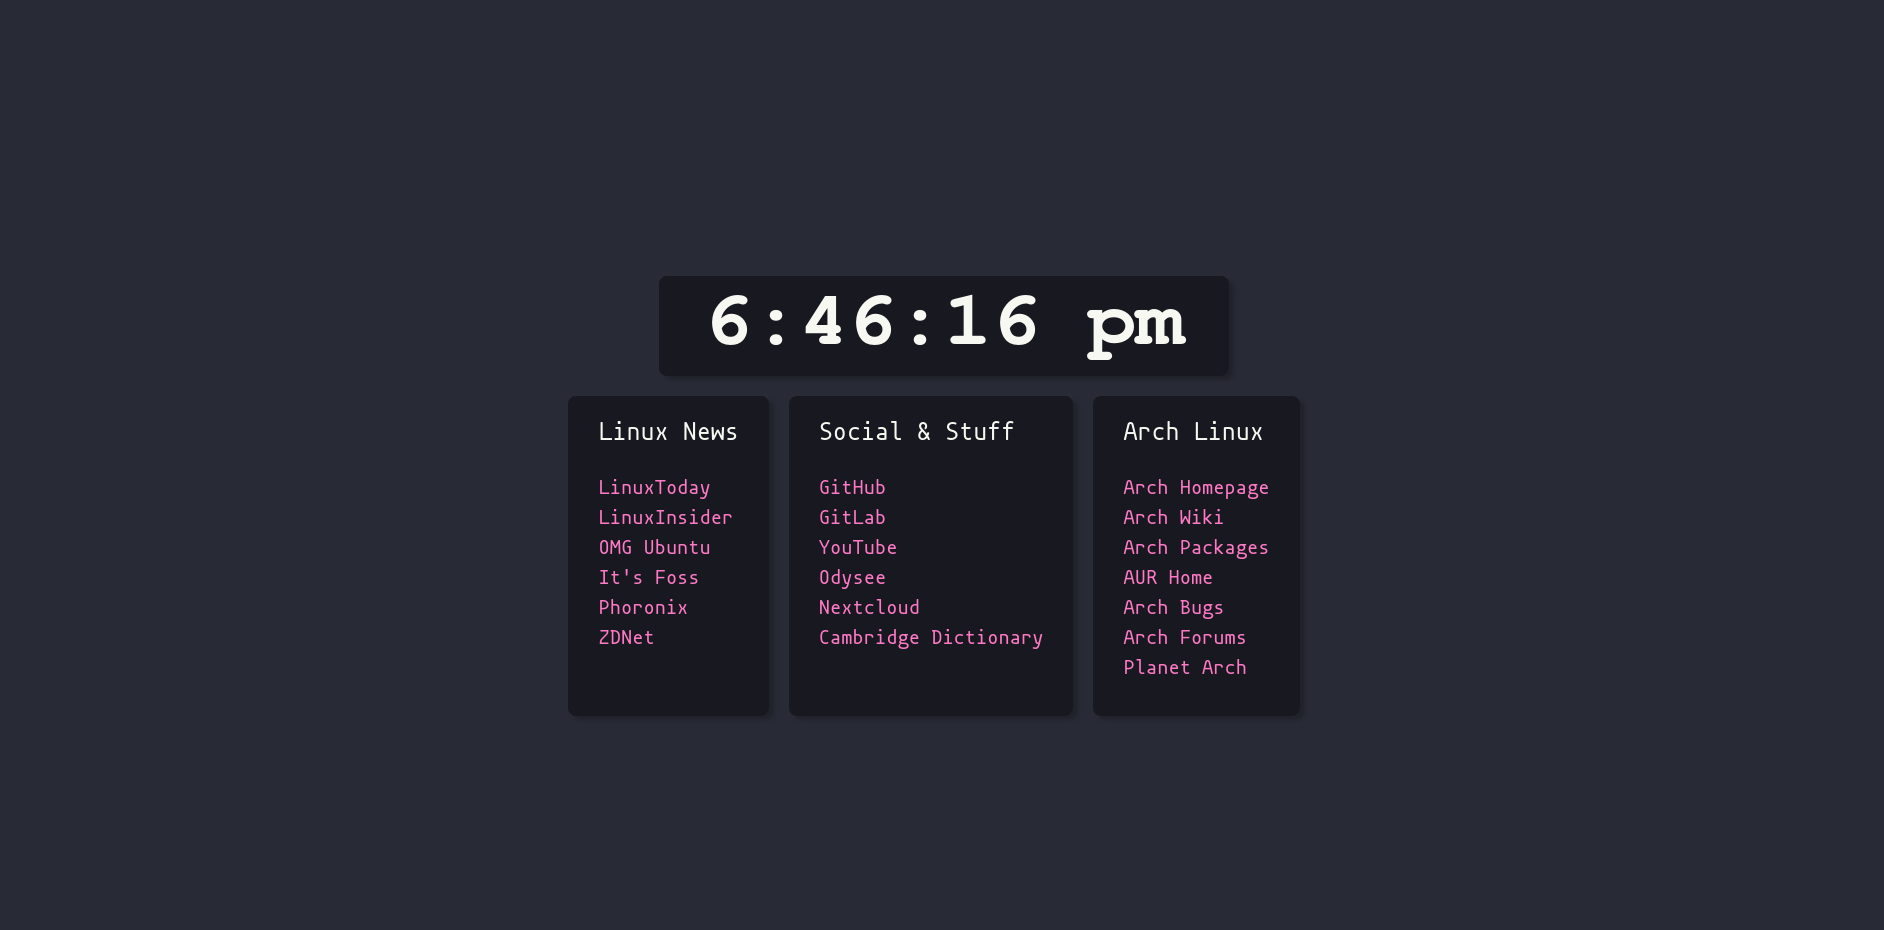 6:46:16 pm
Linux News
LinuxToday
LinuxInsider
OMG Ubuntu
It's Foss
Phoronix
ZDNet
Social & Stuff
GitHub
GitLab
YouTube
Odysee
Nextcloud
Cambridge Dictionary
Arch Linux
Arch Homepage
Arch Wiki
Arch Packages
AUR Home
Arch Bugs
Arch Forums
Planet Arch